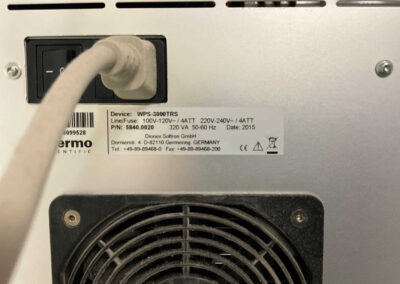 Device: WPS-3000TRS
Line/Fuse: 100V-120V~ / 4ATT 220V-240V~ / 4ATT
P/N: 5840.0020 320 VA 50-60 Hz Date: 2015
Dionex Softron GmbH
Dornierstr. 4 D-82110 Germering GERMANY
Tel. +49-89-89468-0 Fax +49-89-89468-200
8099528
ermo
ENTIFIC